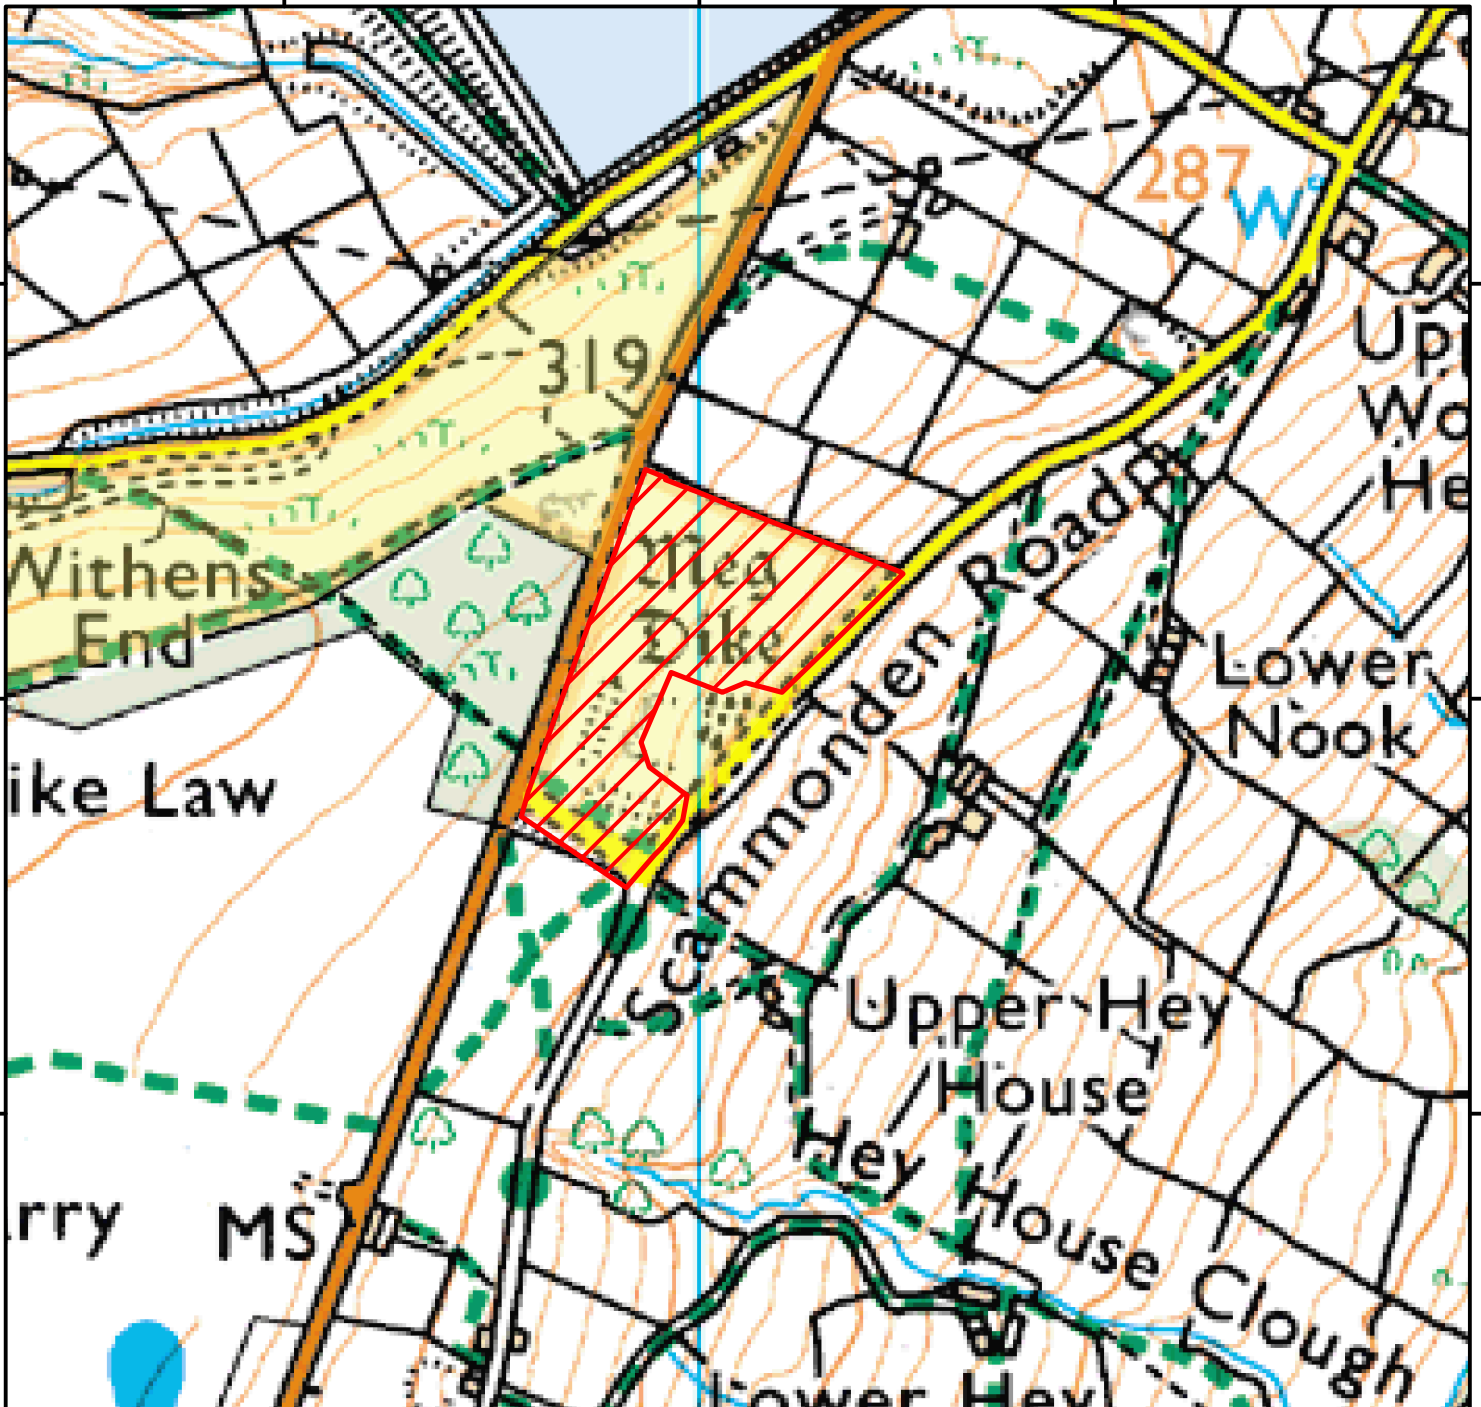 287
W
319
Withens
End
Meg
Dike
Scammonden Road
Lower
Nook
ike Law
Upper Hey
House
Hey House Clough
MS
rry
Upp
Wo
He
Lower Hey